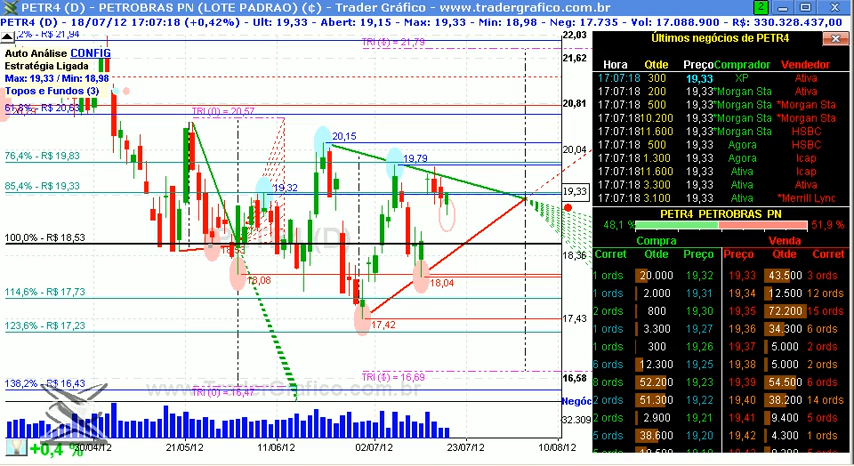 PETR4 (D) - PETROBRAS PN (LOTE PADRAO) (¢) - Trader Gráfico - www.tradergrafico.com.br
PETR4 (D) - 18/07/12 17:07:18 (+0,42%) - Ult: 19,33 - Abert: 19,15 - Max: 19,33 - Min: 18,98 - Neg: 17.735 - Vol: 17.088.900 - R$: 330.328.437,00
R$ 21,94
TRI ($) = 21,79
22,03
Auto Análise CONFIG
Estratégia Ligada
Max: 19,33 / Min: 18,98
Topos e Fundos (3)
21,62
61,8% - R$ 20,63
TRI (0) = 20,57
20,81
20,15
20,04
76,4% - R$ 19,83
19,79
85,4% - R$ 19,33
19,32
19,33
100,0% - R$ 18,53
18,36
18,08
18,04
114,6% - R$ 17,73
17,42
17,43
123,6% - R$ 17,23
TRI ($) = 16,69
16,58
138,2% - R$ 16,43
TRI (0) = 16,47
www.TraderGrafico.com.br
Negóc
32.309
30/04/12 21/05/12 11/06/12 02/07/12 23/07/12 10/08/12
+0,4 %
Últimos negócios de PETR4
Hora Qtde Preço Comprador Vendedor
17:07:18 300 19,33 XP Ativa
17:07:18 200 19,33 *Morgan Sta Ativa
17:07:18 500 19,33 *Morgan Sta *Morgan Sta
17:07:18 10.200 19,33 *Morgan Sta *Morgan Sta
17:07:18 11.600 19,33 *Morgan Sta HSBC
17:07:18 500 19,33 Agora HSBC
17:07:18 1.300 19,33 Agora Icap
17:07:18 11.600 19,33 Ativa Icap
17:07:18 3.300 19,33 Ativa Ativa
17:07:18 3.100 19,33 Ativa *Merrill Lync
PETR4 PETROBRAS PN
48,1 % 51,9 %
Compra Venda
Corret Qtde Preço Preço Qtde Corret
1 ords 20.000 19,32 19,33 43.500 3 ords
1 ords 2.000 19,31 19,34 12.500 12 ords
2 ords 800 19,30 19,35 72.200 15 ords
1 ords 3.300 19,27 19,36 34.300 6 ords
1 ords 300 19,26 19,37 5.000 2 ords
6 ords 12.300 19,25 19,38 5.000 2 ords
8 ords 52.200 19,23 19,39 54.500 6 ords
2 ords 51.300 19,22 19,40 38.200 14 ords
2 ords 2.900 19,21 19,41 9.400 5 ords
5 ords 38.600 19,20 19,42 4.300 1 ords